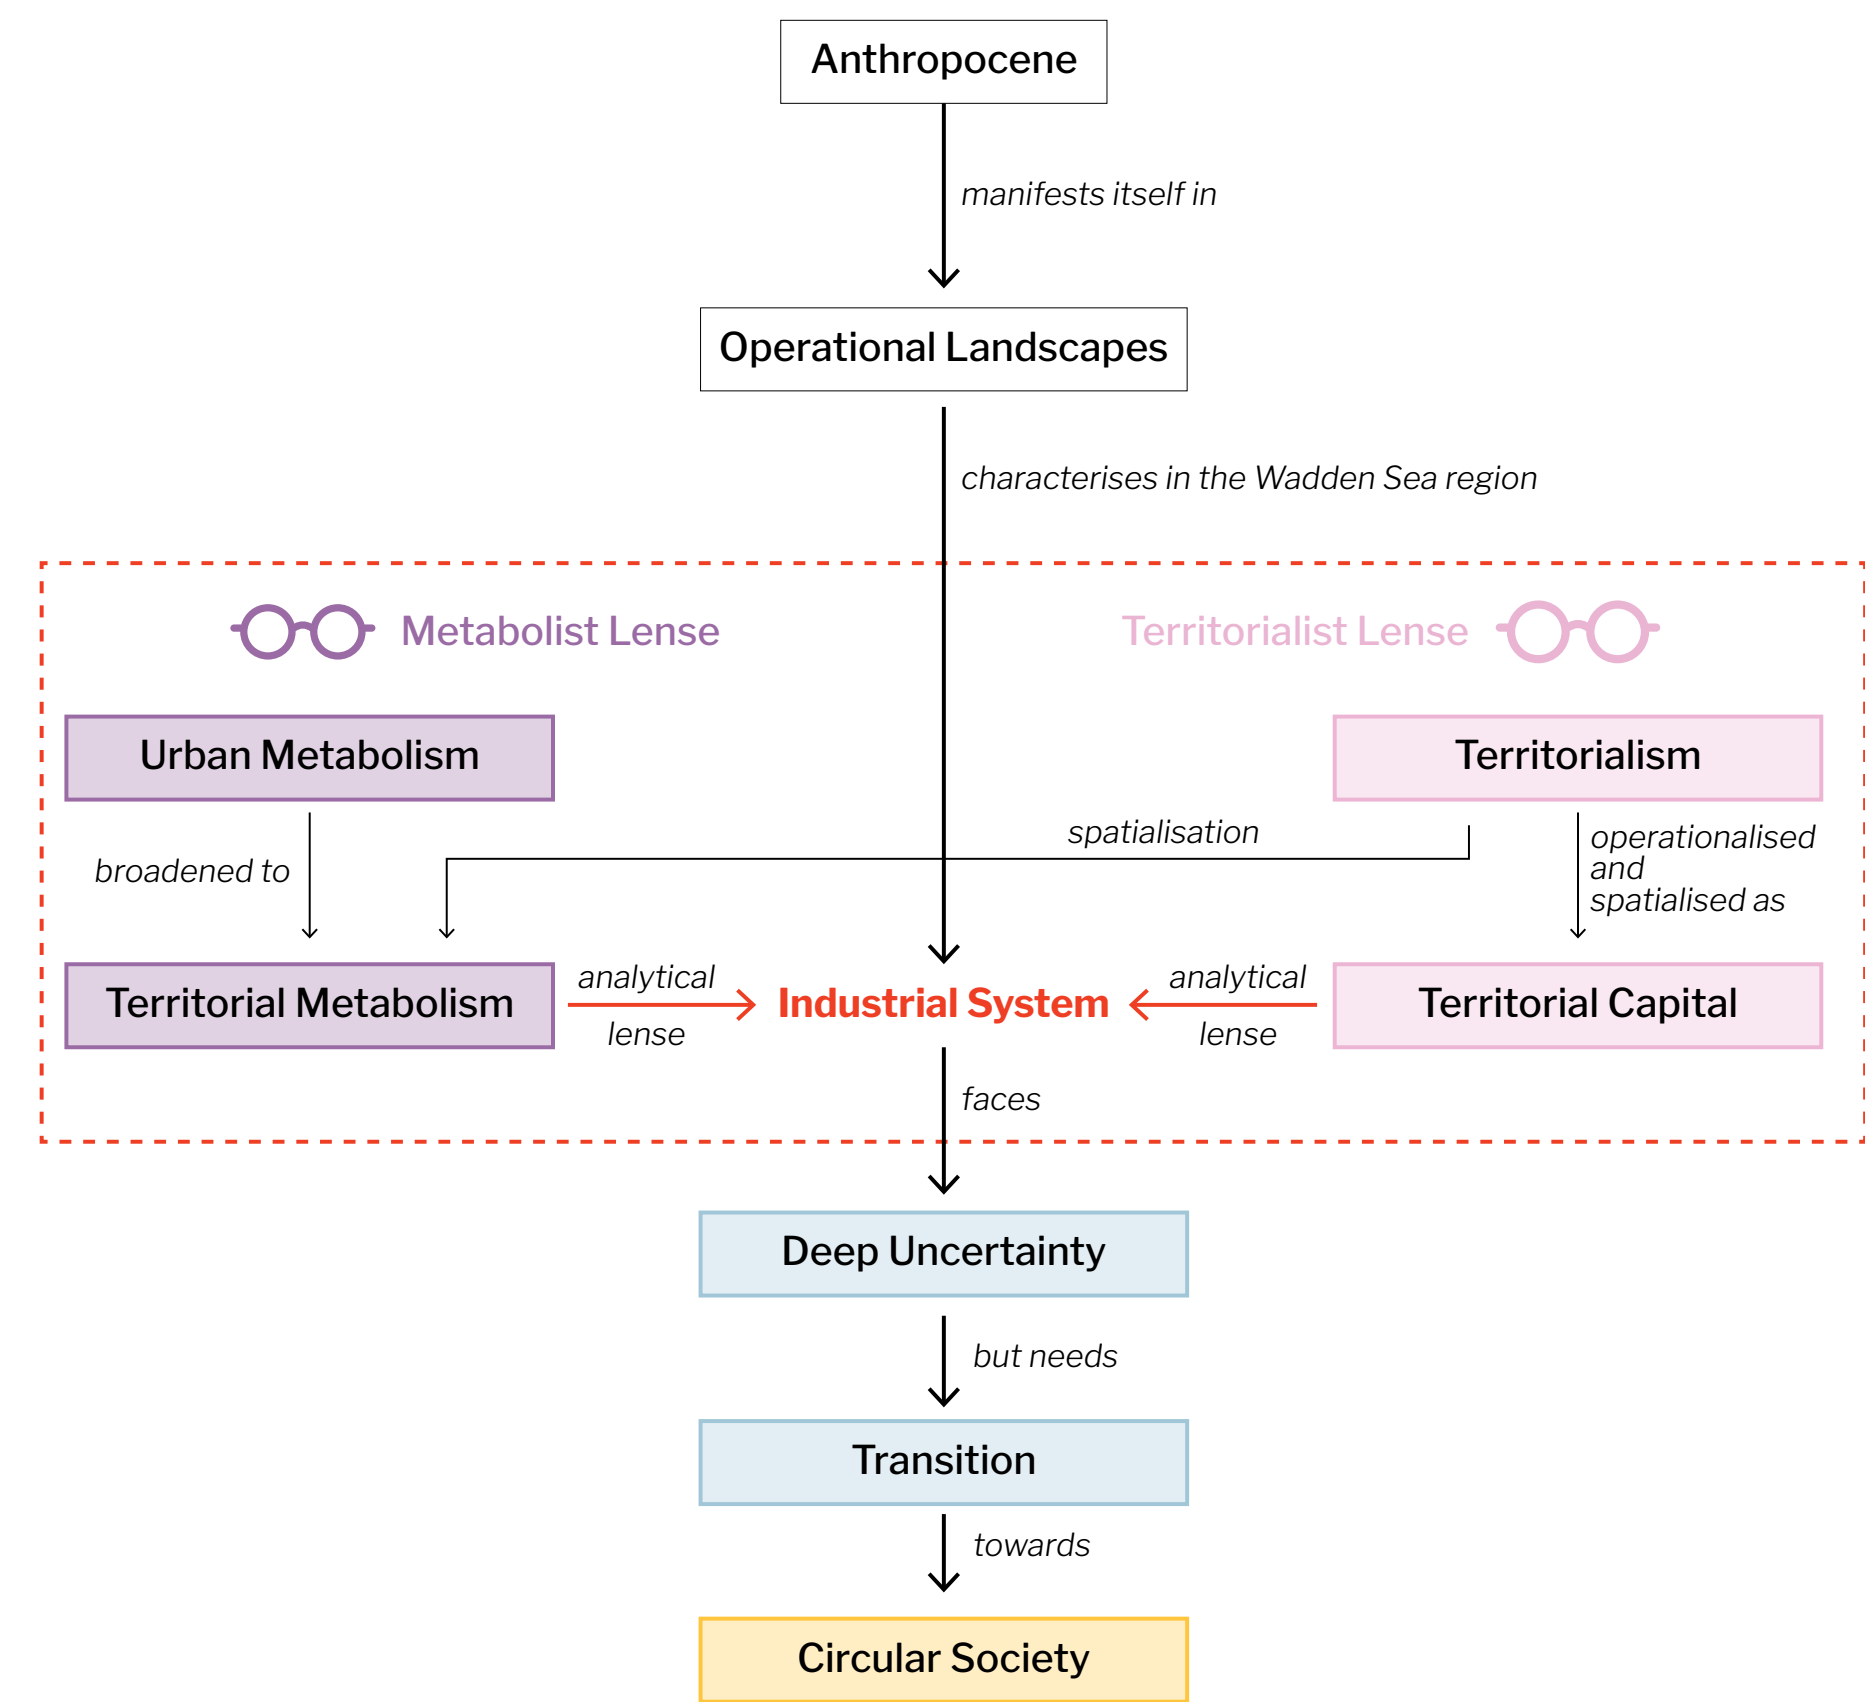 Anthropocene
manifests itself in
Operational Landscapes
characterises in the Wadden Sea region
Metabolist Lense
Territorialist Lense
Urban Metabolism
Territorialism
spatialisation
broadened to
operationalised
and
spatialised as
Territorial Metabolism
analytical
lense
Industrial System
analytical
lense
Territorial Capital
faces
Deep Uncertainty
but needs
Transition
towards
Circular Society